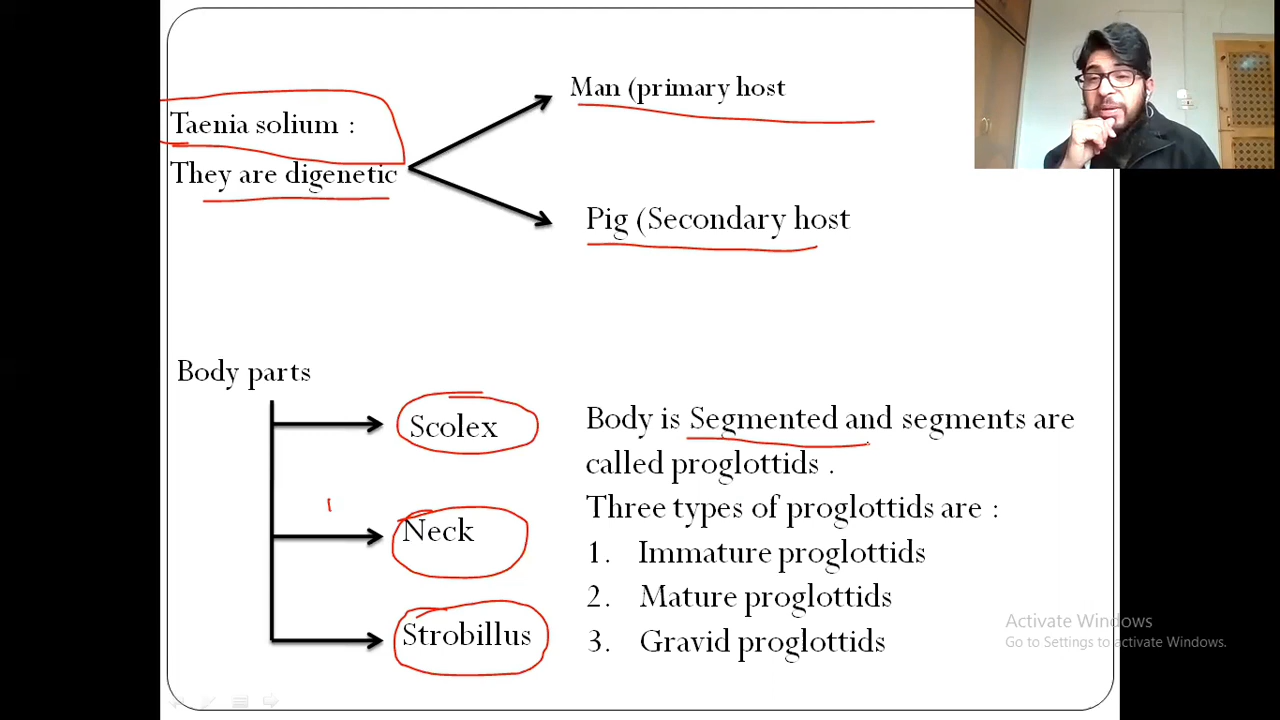 Man (primary host
Taenia solium :
They are digenetic
Pig (Secondary host
Body parts
Scolex
Neck
Strobillus
Body is Segmented and segments are
called proglottids .
Three types of proglottids are :
1. Immature proglottids
2. Mature proglottids
3. Gravid proglottids
Activate Windows
Go to Settings to activate Windows.